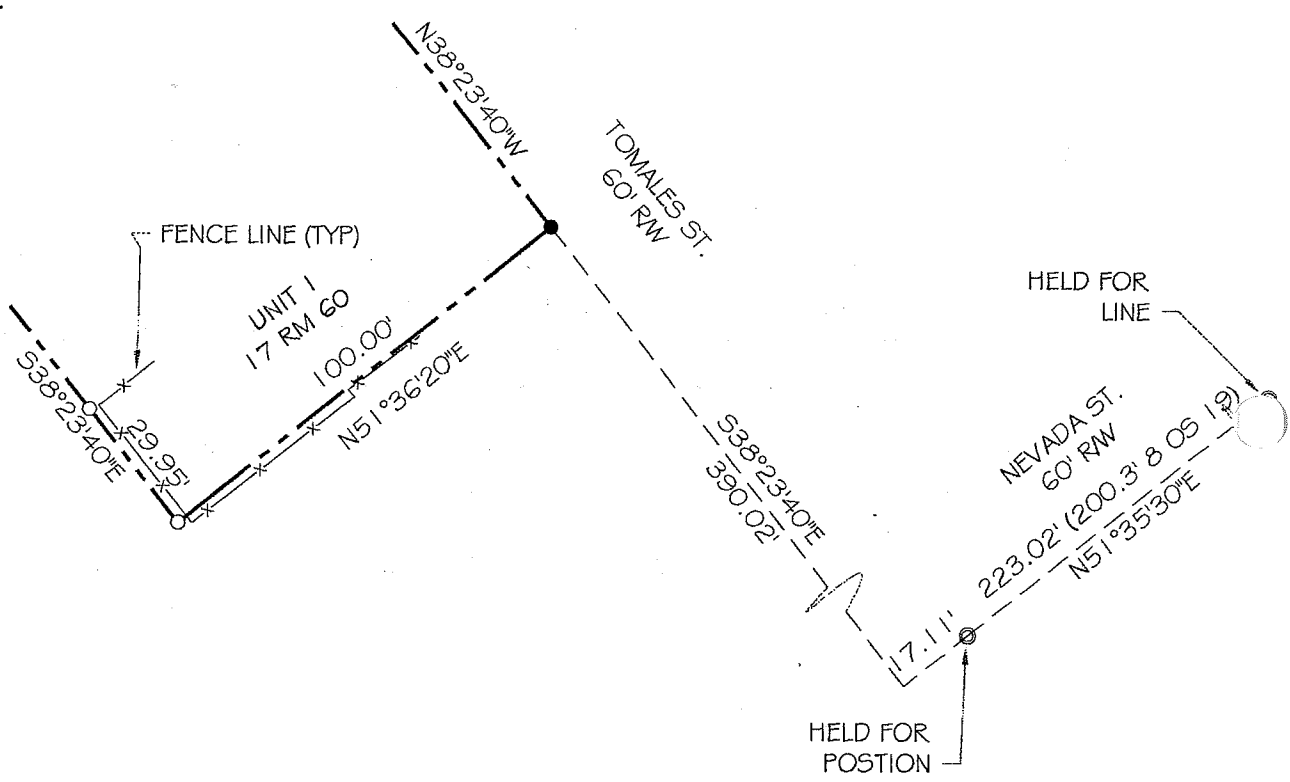 N38°23'40"W
TOMALES ST.
60' R/W
FENCE LINE (TYP)
UNIT 1
17 RM 60
100.00'
N51°36'20"E
S38°23'40"E
29.95'
HELD FOR
LINE
S38°23'40"E
390.02'
NEVADA ST.
60' R/W
223.02' (200.3' 8 OS 19)
N51°35'30"E
17.11'
HELD FOR
POSTION